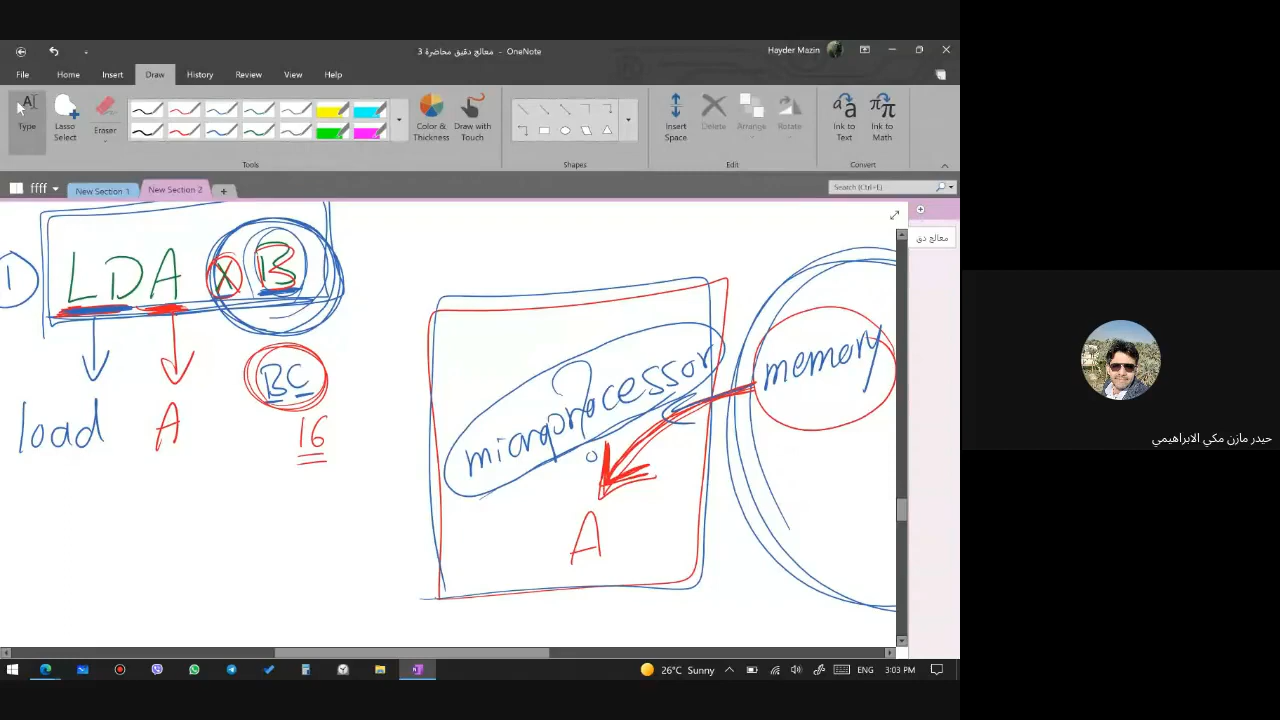 معالج دقيق محاضرة 3 - OneNote
Hayder Mazin
File Home Insert Draw History Review View Help
Type
Lasso Select
Eraser
Color & Thickness
Draw with Touch
Insert Space
Delete
Arrange
Rotate
Ink to Text
Ink to Math
Tools
Shapes
Edit
Convert
ffff
New Section 1
New Section 2
Search (Ctrl+E)
معالج دق
1
LDA X B
BC
load
A
16
microprocessor
memory
A
حيدر مازن مكي الابراهيمي
26°C Sunny
ENG
3:03 PM